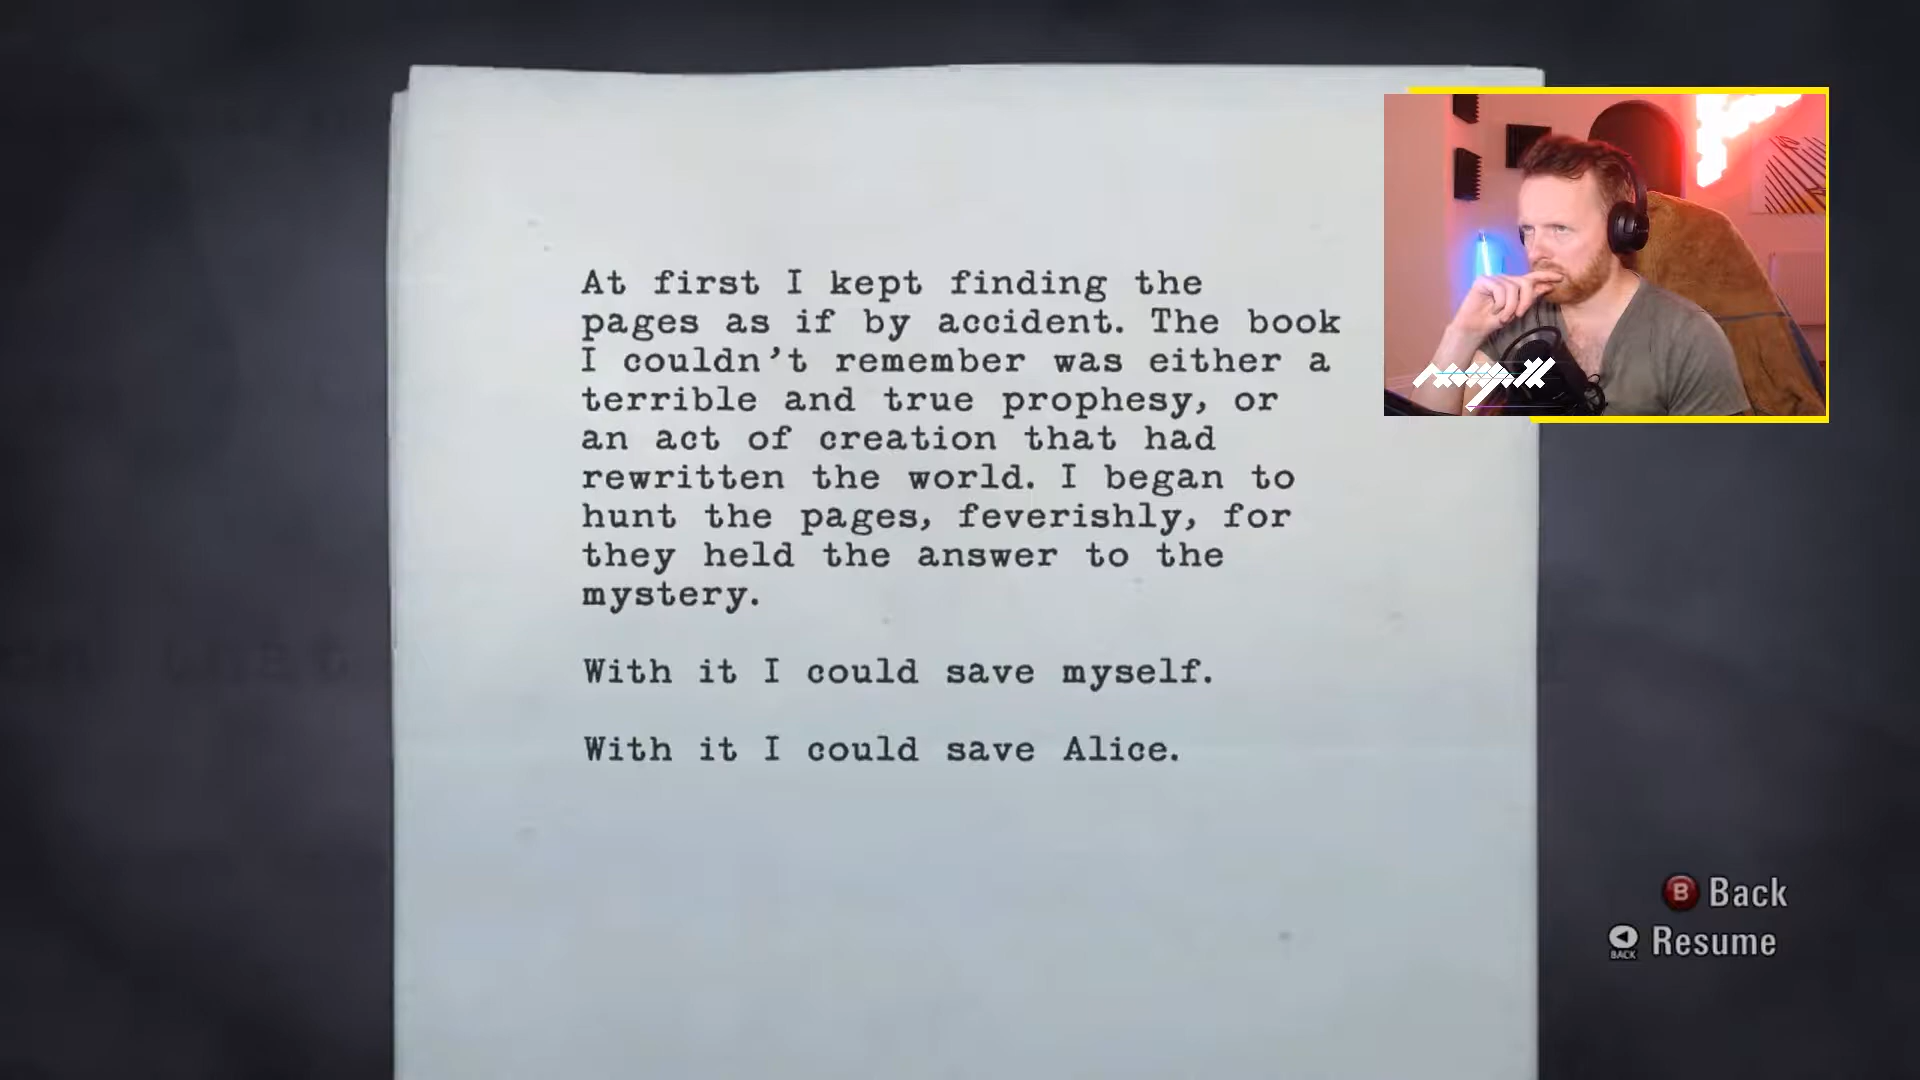 At first I kept finding the
pages as if by accident. The book
I couldn't remember was either a
terrible and true prophesy, or
an act of creation that had
rewritten the world. I began to
hunt the pages, feverishly, for
they held the answer to the
mystery.
With it I could save myself.
With it I could save Alice.
B Back
BACK Resume